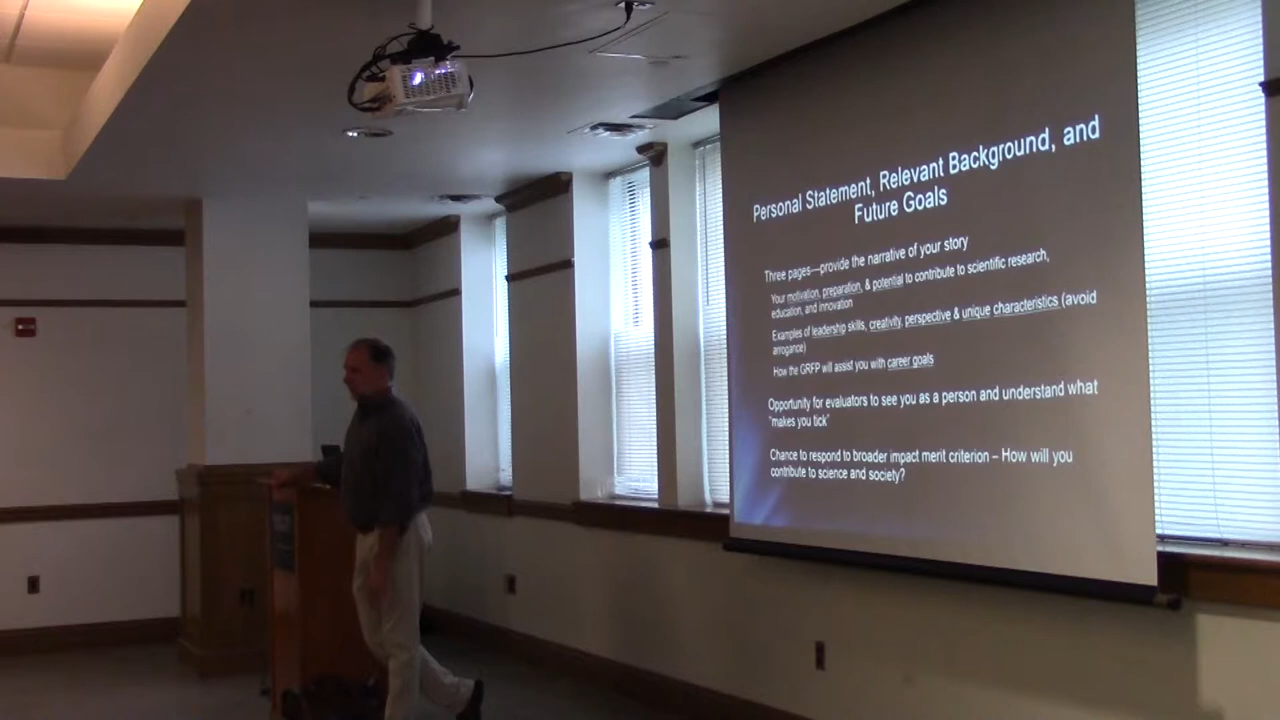 Personal Statement, Relevant Background, and
Future Goals
Three pages—provide the narrative of your story
Your motivation, preparation, & potential to contribute to scientific research,
education, and innovation
Examples of leadership skills, creativity, perspective & unique characteristics (avoid
arrogance)
How the GRFP will assist you with career goals
Opportunity for evaluators to see you as a person and understand what
"makes you tick"
Chance to respond to broader impact merit criterion – How will you
contribute to science and society?